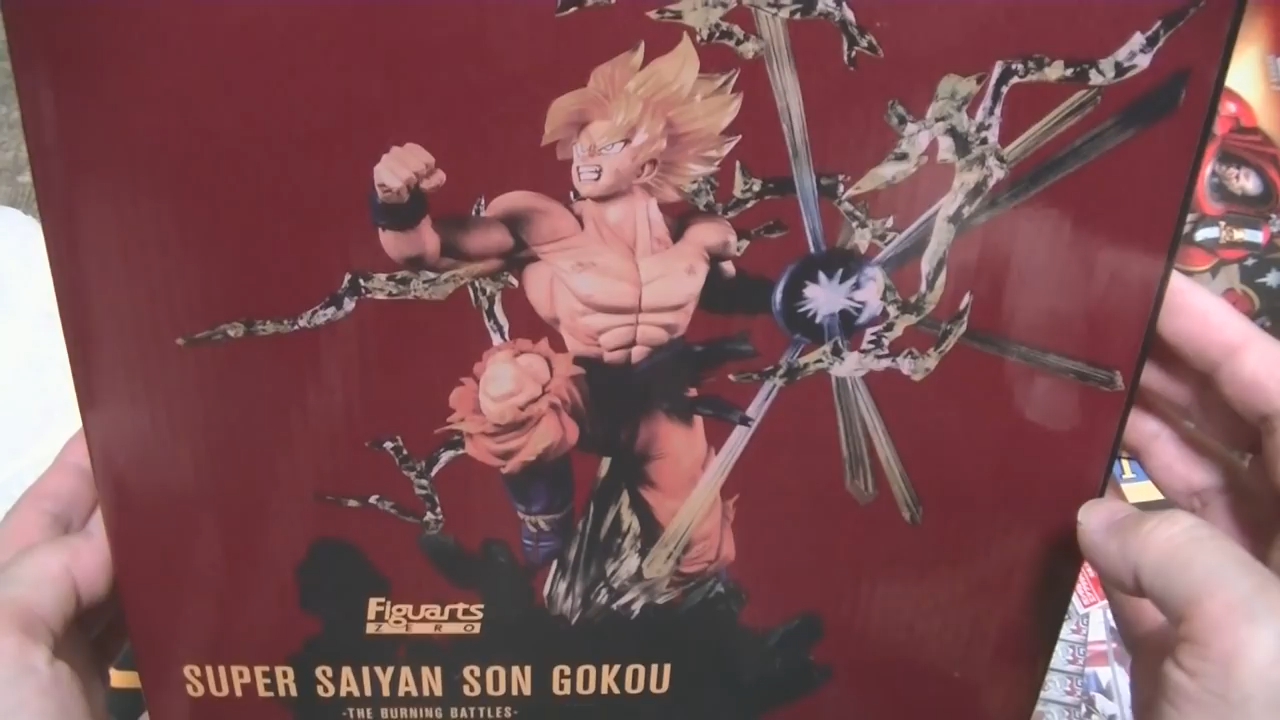 Figuarts
ZERO
SUPER SAIYAN SON GOKOU
-THE BURNING BATTLES-